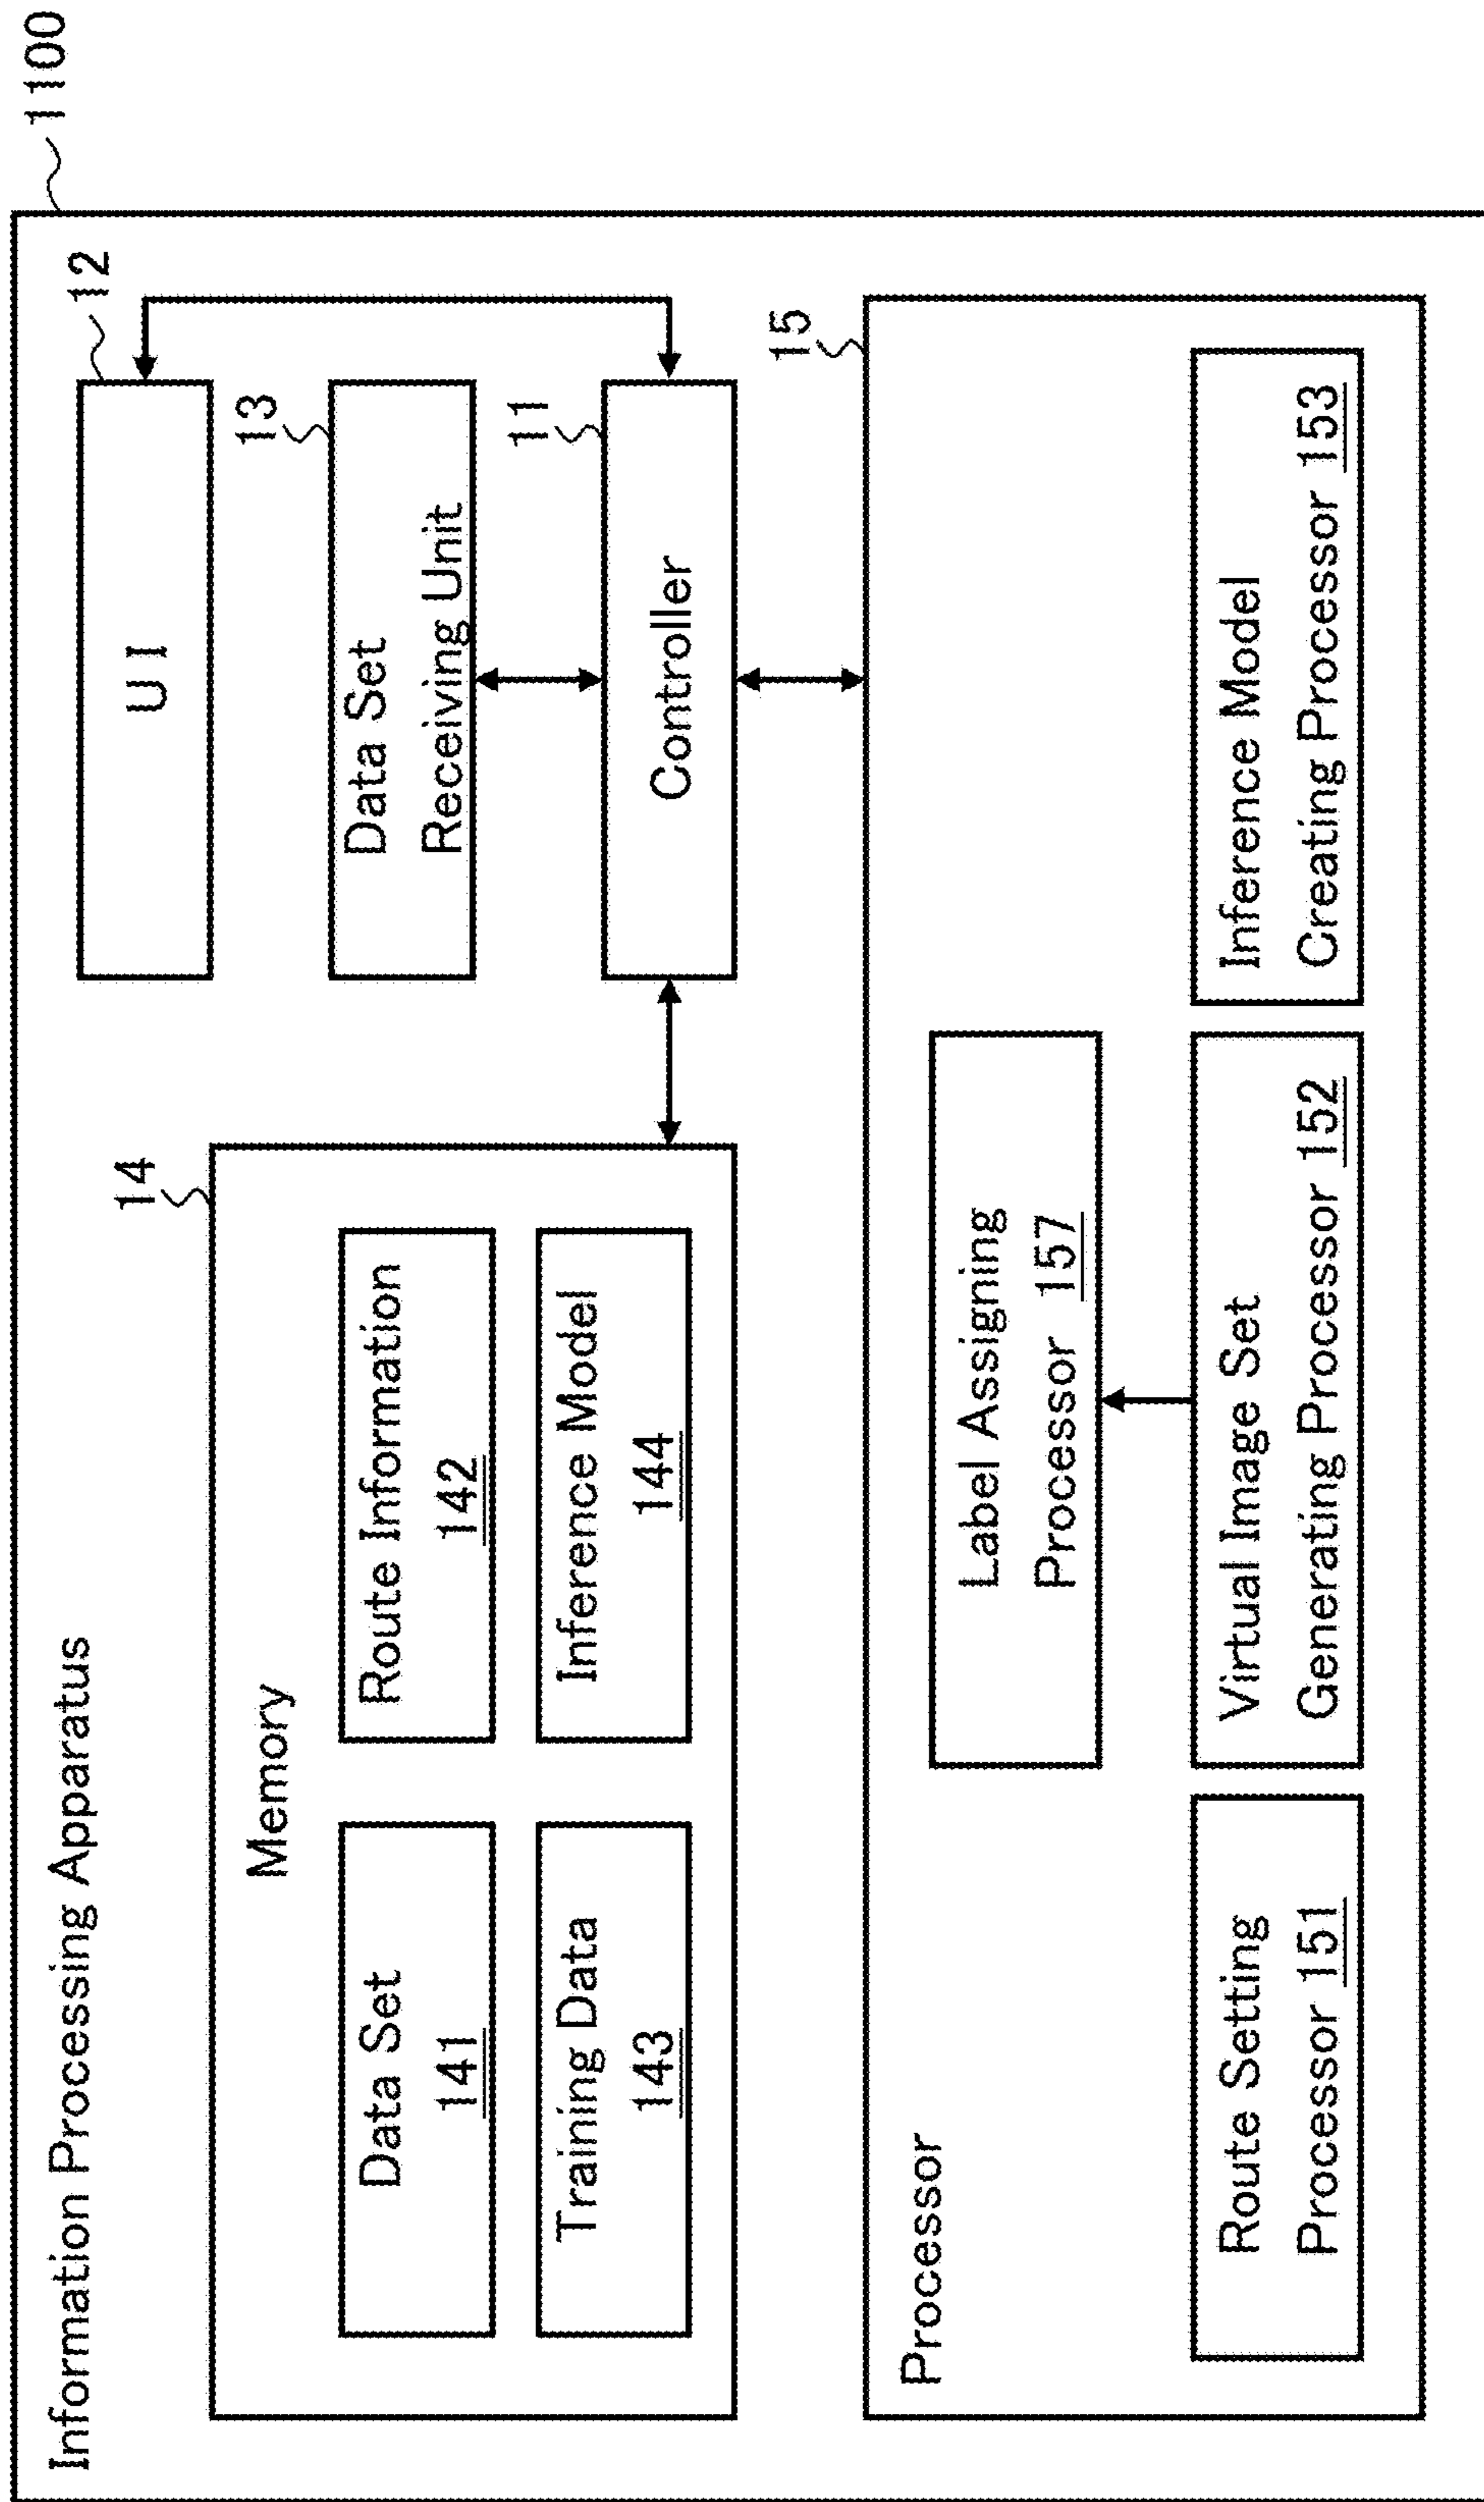 1100
Information Processing Apparatus
12
U I
14
Memory
13
Data Set
Receiving Unit
Data Set
141
Route Information
142
11
Controller
Training Data
143
Inference Model
144
15
Processor
Label Assigning
Processor 157
Route Setting
Processor 151
Virtual Image Set
Generating Processor 152
Inference Model
Creating Processor 153